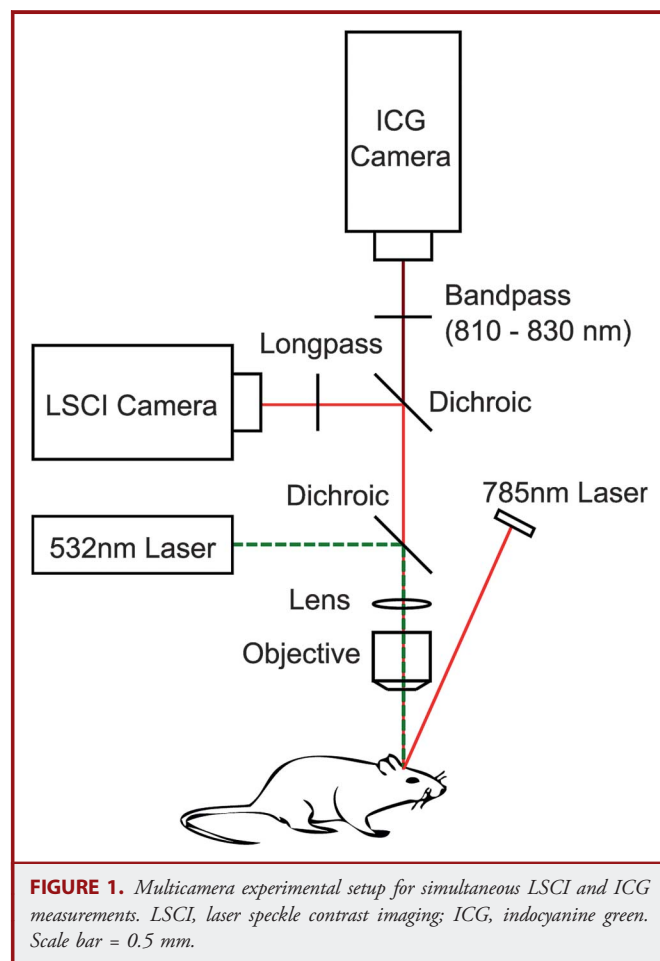 ICG
Camera
Bandpass
(810 - 830 nm)
Longpass
LSCI Camera
Dichroic
Dichroic
785nm Laser
532nm Laser
Lens
Objective
FIGURE 1. Multicamera experimental setup for simultaneous LSCI and ICG
measurements. LSCI, laser speckle contrast imaging; ICG, indocyanine green.
Scale bar = 0.5 mm.